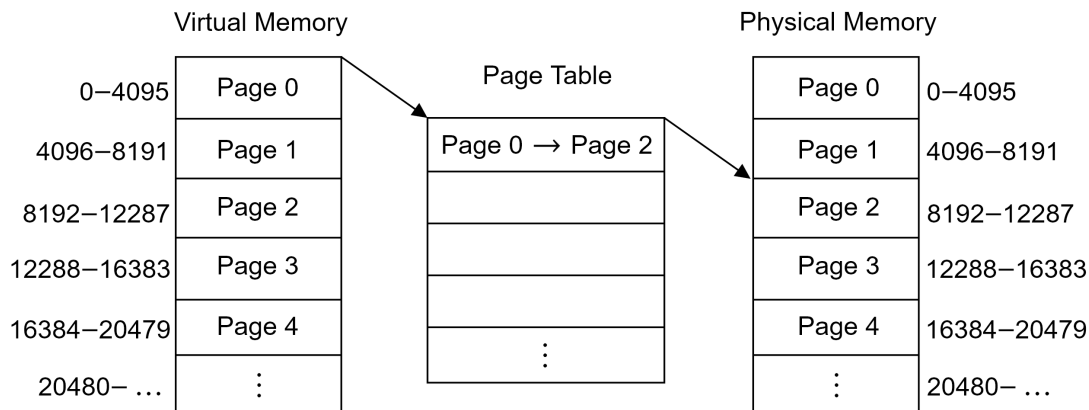 Virtual Memory
Physical Memory
Page Table
0–4095
Page 0
4096–8191
Page 1
8192–12287
Page 2
12288–16383
Page 3
16384–20479
Page 4
20480– ...
⋮
Page 0 → Page 2
⋮
Page 0
0–4095
Page 1
4096–8191
Page 2
8192–12287
Page 3
12288–16383
Page 4
16384–20479
⋮
20480– ...